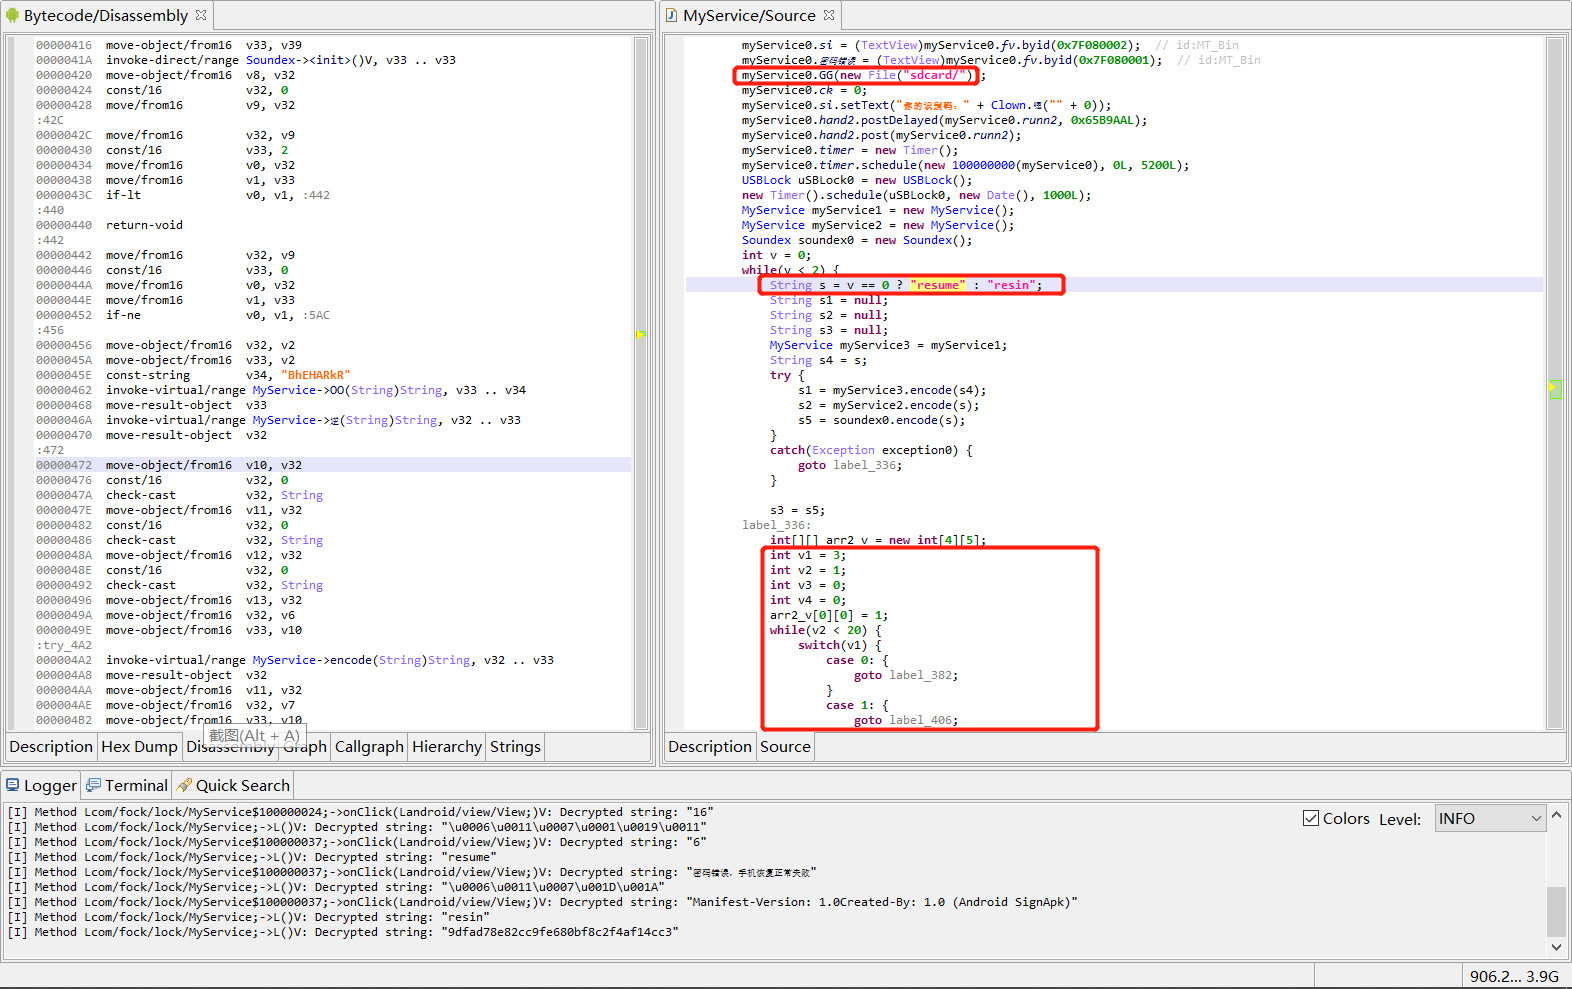 Bytecode/Disassembly
00000416 move-object/from16 v33, v39
0000041A invoke-direct/range Soundex-><init>()V, v33 .. v33
00000420 move-object/from16 v8, v32
00000424 const/16 v32, 0
00000428 move/from16 v9, v32
:42C
0000042C move/from16 v32, v9
00000430 const/16 v33, 2
00000434 move/from16 v0, v32
00000438 move/from16 v1, v33
0000043C if-lt v0, v1, :442
:440
00000440 return-void
:442
00000442 move/from16 v32, v9
00000446 const/16 v33, 0
0000044A move/from16 v0, v32
0000044E move/from16 v1, v33
00000452 if-ne v0, v1, :5AC
:456
00000456 move-object/from16 v32, v2
0000045A move-object/from16 v33, v2
0000045E const-string v34, "BhEHARkR"
00000462 invoke-virtual/range MyService->OO(String)String, v33 .. v34
00000468 move-result-object v33
0000046A invoke-virtual/range MyService->逆(String)String, v32 .. v33
00000470 move-result-object v32
:472
00000472 move-object/from16 v10, v32
00000476 const/16 v32, 0
0000047A check-cast v32, String
0000047E move-object/from16 v11, v32
00000482 const/16 v32, 0
00000486 check-cast v32, String
0000048A move-object/from16 v12, v32
0000048E const/16 v32, 0
00000492 check-cast v32, String
00000496 move-object/from16 v13, v32
0000049A move-object/from16 v32, v6
0000049E move-object/from16 v33, v10
:try_4A2
000004A2 invoke-virtual/range MyService->encode(String)String, v32 .. v33
000004A8 move-result-object v32
000004AA move-object/from16 v11, v32
000004AE move-object/from16 v32, v7
000004B2 move-object/from16 v33, v10
截图(Alt + A)
Description Hex Dump Disassembly Graph Callgraph Hierarchy Strings
MyService/Source
myService0.si = (TextView)myService0.fv.byid(0x7F080002); // id:MT_Bin
myService0.密码错误 = (TextView)myService0.fv.byid(0x7F080001); // id:MT_Bin
myService0.GG(new File("sdcard/"));
myService0.ck = 0;
myService0.si.setText("你的识别码：" + Clown.逆("" + 0));
myService0.hand2.postDelayed(myService0.runn2, 0x65B9AAL);
myService0.hand2.post(myService0.runn2);
myService0.timer = new Timer();
myService0.timer.schedule(new 100000000(myService0), 0L, 5200L);
USBLock uSBLock0 = new USBLock();
new Timer().schedule(uSBLock0, new Date(), 1000L);
MyService myService1 = new MyService();
MyService myService2 = new MyService();
Soundex soundex0 = new Soundex();
int v = 0;
while(v < 2) {
String s = v == 0 ? "resume" : "resin";
String s1 = null;
String s2 = null;
String s3 = null;
MyService myService3 = myService1;
String s4 = s;
try {
s1 = myService3.encode(s4);
s2 = myService2.encode(s);
s5 = soundex0.encode(s);
}
catch(Exception exception0) {
goto label_336;
}
s3 = s5;
label_336:
int[][] arr2_v = new int[4][5];
int v1 = 3;
int v2 = 1;
int v3 = 0;
int v4 = 0;
arr2_v[0][0] = 1;
while(v2 < 20) {
switch(v1) {
case 0: {
goto label_382;
}
case 1: {
goto label_406;
Description Source
Logger Terminal Quick Search
[I] Method Lcom/fock/lock/MyService$100000024;->onClick(Landroid/view/View;)V: Decrypted string: "16"
[I] Method Lcom/fock/lock/MyService;->L()V: Decrypted string: "\u0006\u0011\u0007\u0001\u0019\u0011"
[I] Method Lcom/fock/lock/MyService$100000037;->onClick(Landroid/view/View;)V: Decrypted string: "6"
[I] Method Lcom/fock/lock/MyService;->L()V: Decrypted string: "resume"
[I] Method Lcom/fock/lock/MyService$100000037;->onClick(Landroid/view/View;)V: Decrypted string: "密码错误，手机恢复正常失败"
[I] Method Lcom/fock/lock/MyService;->L()V: Decrypted string: "\u0006\u0011\u0007\u001D\u001A"
[I] Method Lcom/fock/lock/MyService$100000037;->onClick(Landroid/view/View;)V: Decrypted string: "Manifest-Version: 1.0Created-By: 1.0 (Android SignApk)"
[I] Method Lcom/fock/lock/MyService;->L()V: Decrypted string: "resin"
[I] Method Lcom/fock/lock/MyService;->L()V: Decrypted string: "9dfad78e82cc9fe680bf8c2f4af14cc3"
Colors Level: INFO
906.2... 3.9G